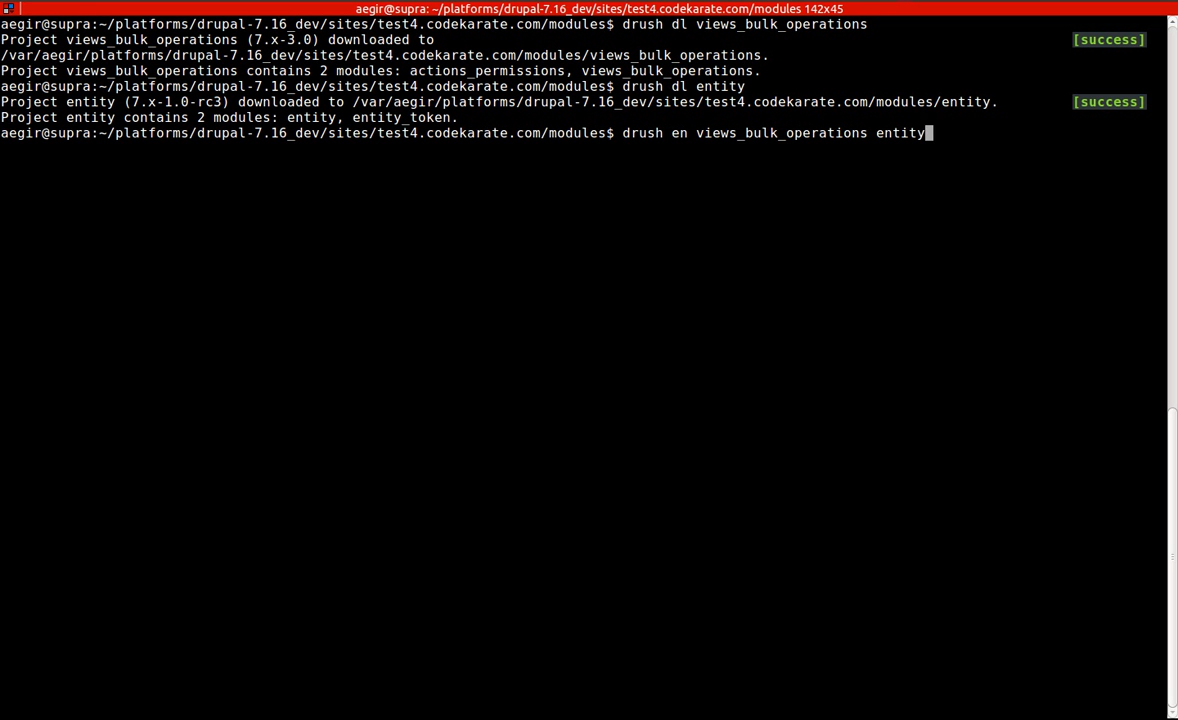 aegir@supra: ~/platforms/drupal-7.16_dev/sites/test4.codekarate.com/modules 142x45
aegir@supra:~/platforms/drupal-7.16_dev/sites/test4.codekarate.com/modules$ drush dl views_bulk_operations
Project views_bulk_operations (7.x-3.0) downloaded to [success]
/var/aegir/platforms/drupal-7.16_dev/sites/test4.codekarate.com/modules/views_bulk_operations.
Project views_bulk_operations contains 2 modules: actions_permissions, views_bulk_operations.
aegir@supra:~/platforms/drupal-7.16_dev/sites/test4.codekarate.com/modules$ drush dl entity
Project entity (7.x-1.0-rc3) downloaded to /var/aegir/platforms/drupal-7.16_dev/sites/test4.codekarate.com/modules/entity. [success]
Project entity contains 2 modules: entity, entity_token.
aegir@supra:~/platforms/drupal-7.16_dev/sites/test4.codekarate.com/modules$ drush en views_bulk_operations entity